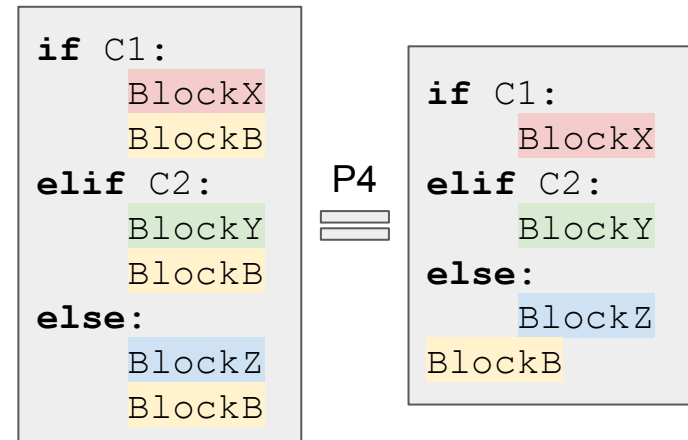 if C1:
BlockX
BlockB
elif C2:
BlockY
BlockB
else:
BlockZ
BlockB
P4
if C1:
BlockX
elif C2:
BlockY
else:
BlockZ
BlockB